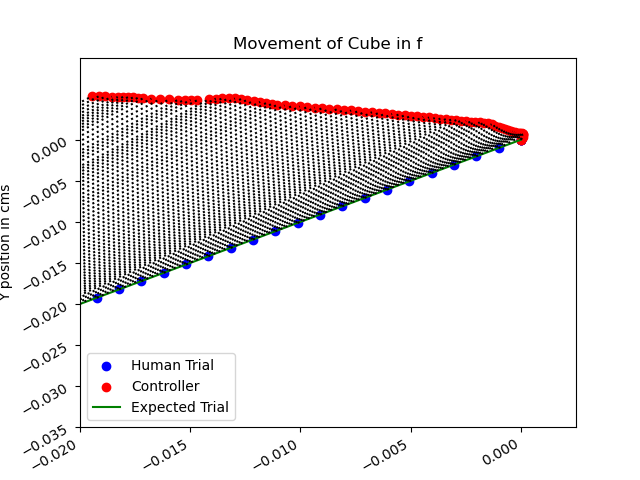 Movement of Cube in f
Y position in cms
0.000
−0.005
−0.010
−0.015
−0.020
−0.025
−0.030
−0.035
−0.020
−0.015
−0.010
−0.005
0.000
Human Trial
Controller
Expected Trial